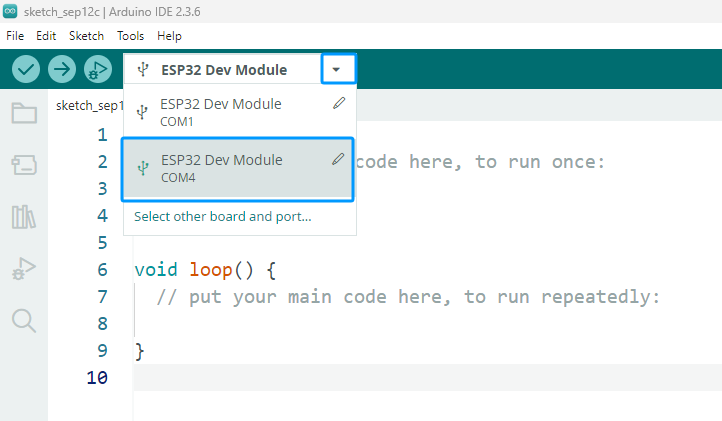 sketch_sep12c | Arduino IDE 2.3.6
File Edit Sketch Tools Help
ESP32 Dev Module
ESP32 Dev Module
COM1
sketch_sep1
1
2 code here, to run once:
ESP32 Dev Module
COM4
3
4
Select other board and port...
5
6 void loop() {
7 // put your main code here, to run repeatedly:
8
9 }
10